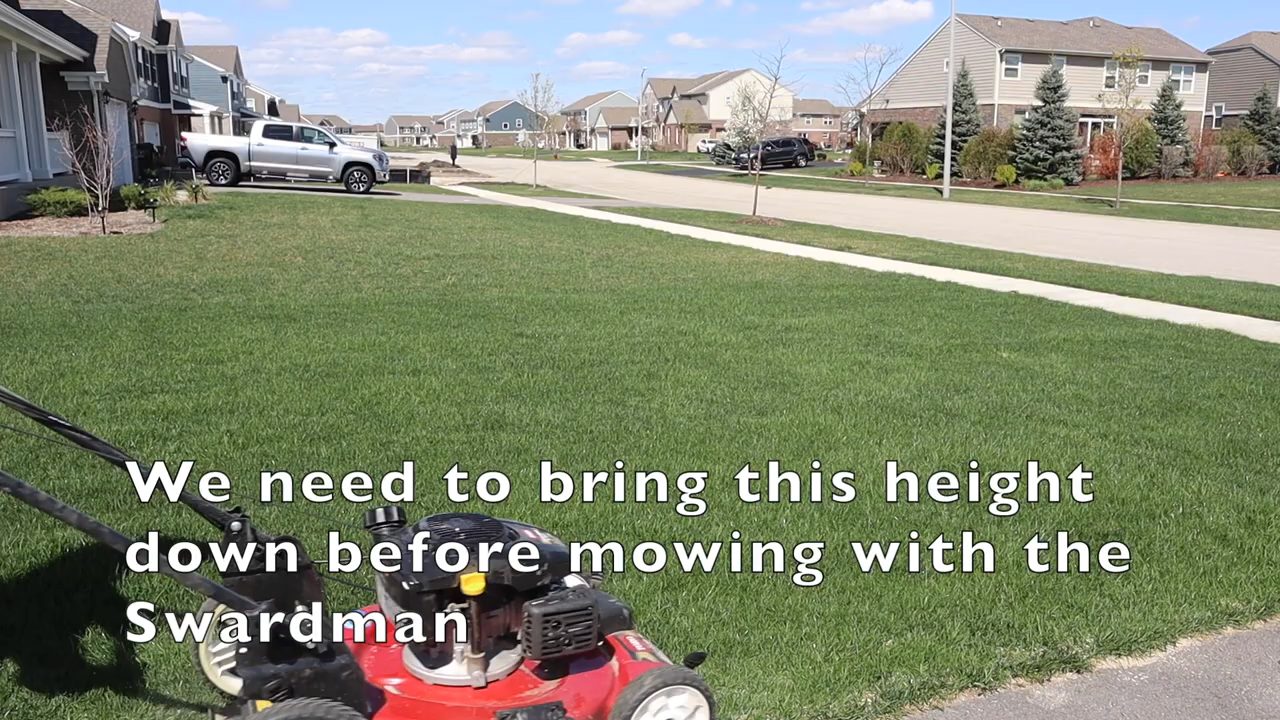 We need to bring this height
down before mowing with the
Swardman